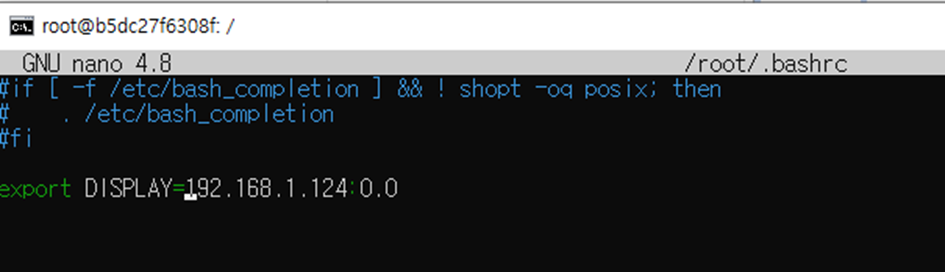 root@b5dc27f6308f: /
GNU nano 4.8 /root/.bashrc
#if [ -f /etc/bash_completion ] && ! shopt -oq posix; then
#    . /etc/bash_completion
#fi
export DISPLAY=192.168.1.124:0.0